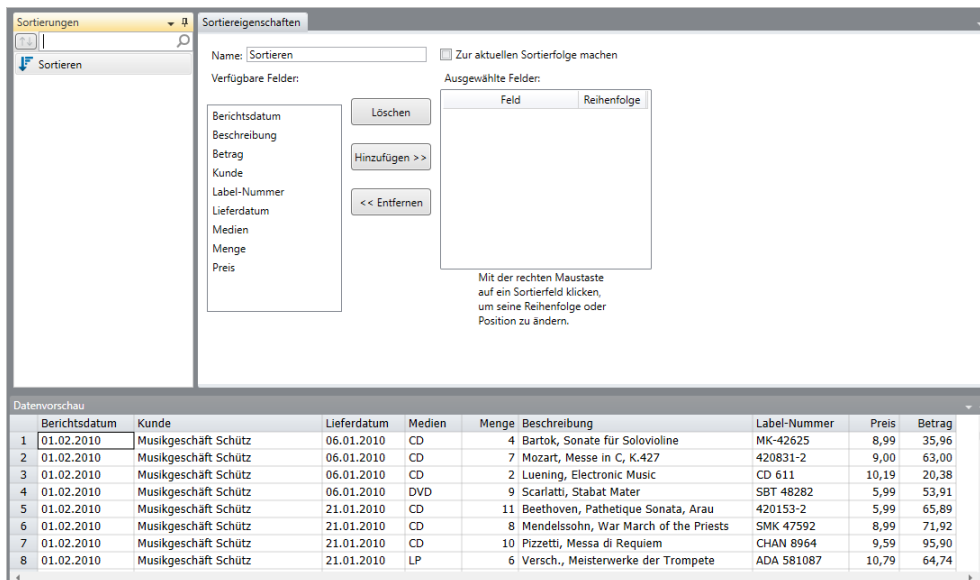 Sortierungen
Sortieren
Sortiereigenschaften
Name: Sortieren
Zur aktuellen Sortierfolge machen
Verfügbare Felder:
Berichtsdatum
Beschreibung
Betrag
Kunde
Label-Nummer
Lieferdatum
Medien
Menge
Preis
Löschen
Hinzufügen >>
<< Entfernen
Ausgewählte Felder:
Feld Reihenfolge
Mit der rechten Maustaste
auf ein Sortierfeld klicken,
um seine Reihenfolge oder
Position zu ändern.
Datenvorschau
Berichtsdatum Kunde Lieferdatum Medien Menge Beschreibung Label-Nummer Preis Betrag
1 01.02.2010 Musikgeschäft Schütz 06.01.2010 CD 4 Bartok, Sonate für Solovioline MK-42625 8,99 35,96
2 01.02.2010 Musikgeschäft Schütz 06.01.2010 CD 7 Mozart, Messe in C, K.427 420831-2 9,00 63,00
3 01.02.2010 Musikgeschäft Schütz 06.01.2010 CD 2 Luening, Electronic Music CD 611 10,19 20,38
4 01.02.2010 Musikgeschäft Schütz 06.01.2010 DVD 9 Scarlatti, Stabat Mater SBT 48282 5,99 53,91
5 01.02.2010 Musikgeschäft Schütz 21.01.2010 CD 11 Beethoven, Pathetique Sonata, Arau 420153-2 5,99 65,89
6 01.02.2010 Musikgeschäft Schütz 21.01.2010 CD 8 Mendelssohn, War March of the Priests SMK 47592 8,99 71,92
7 01.02.2010 Musikgeschäft Schütz 21.01.2010 CD 10 Pizzetti, Messa di Requiem CHAN 8964 9,59 95,90
8 01.02.2010 Musikgeschäft Schütz 21.01.2010 LP 6 Versch., Meisterwerke der Trompete ADA 581087 10,79 64,74